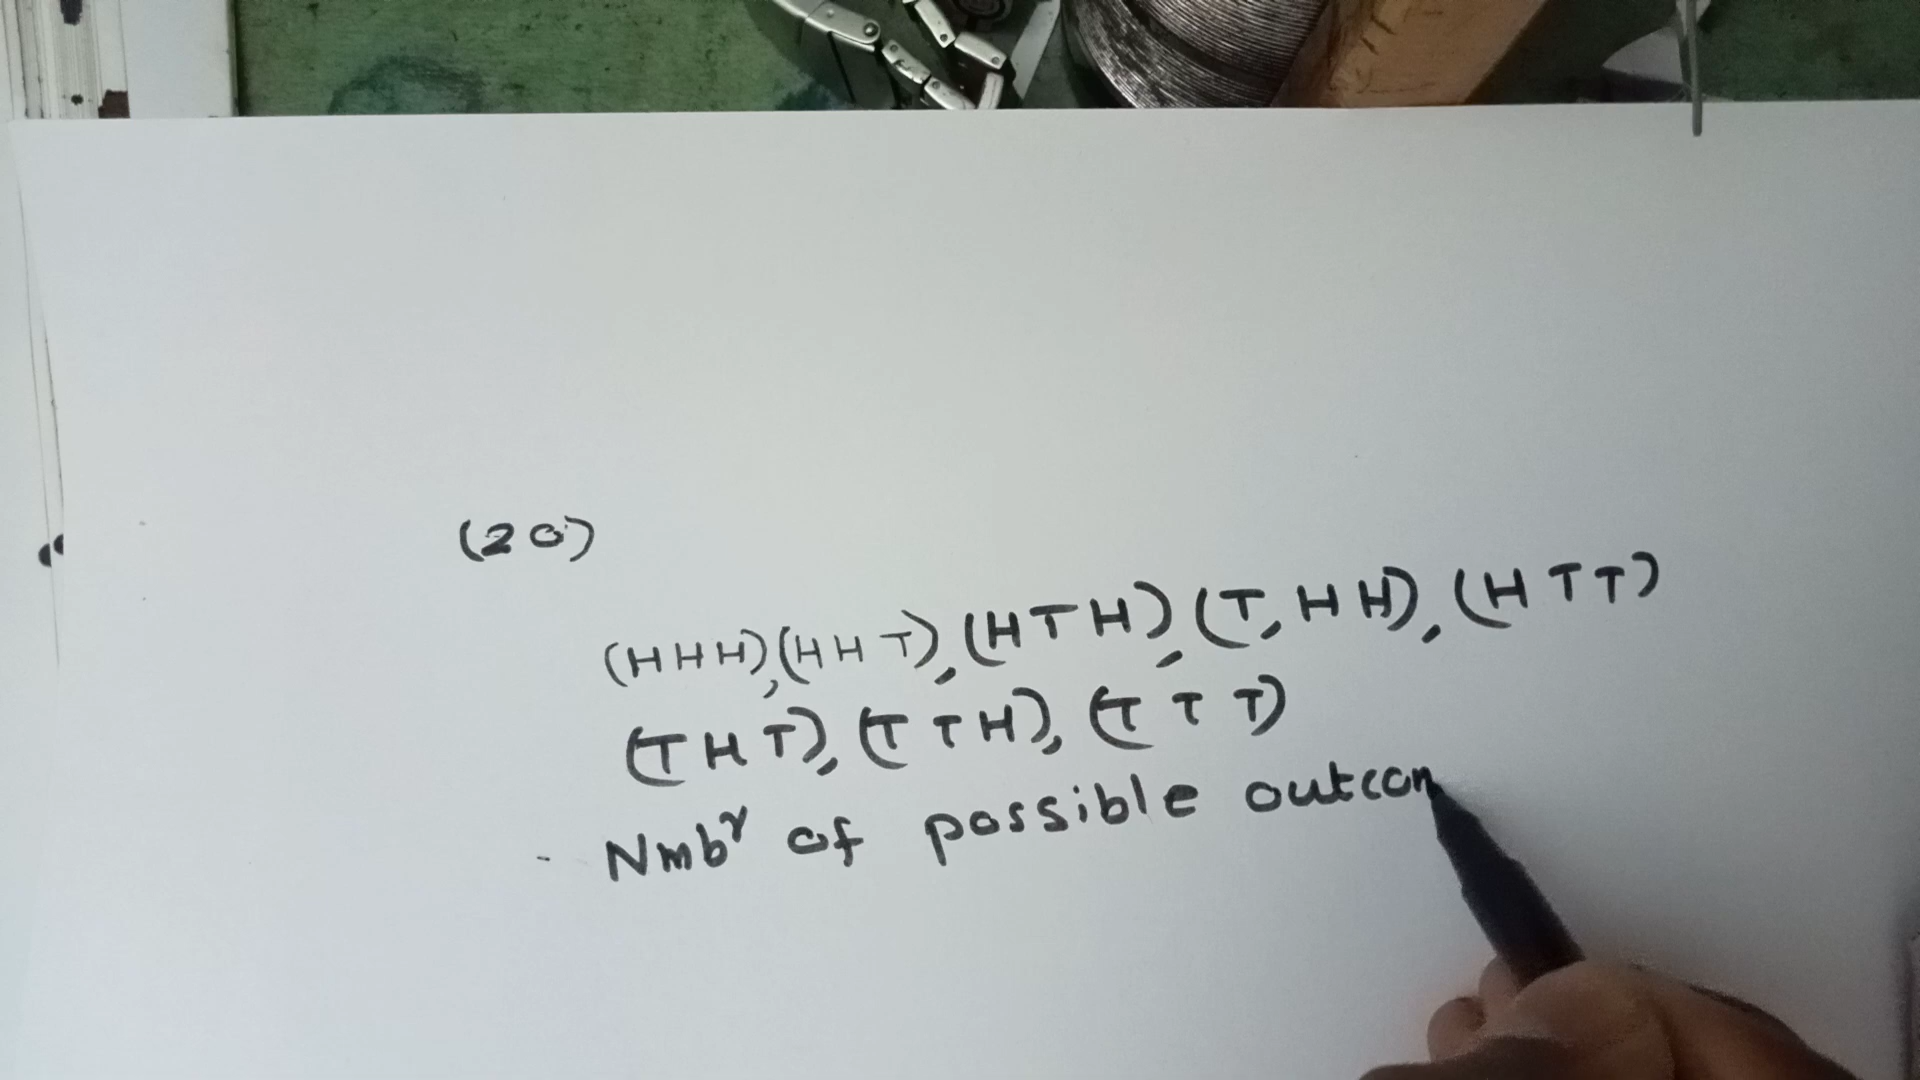 (20)
(HHH),(HHT),(HTH),(T,HH),(HTT)
(THT),(TTH),(TTT)
Nmbr of possible outcom